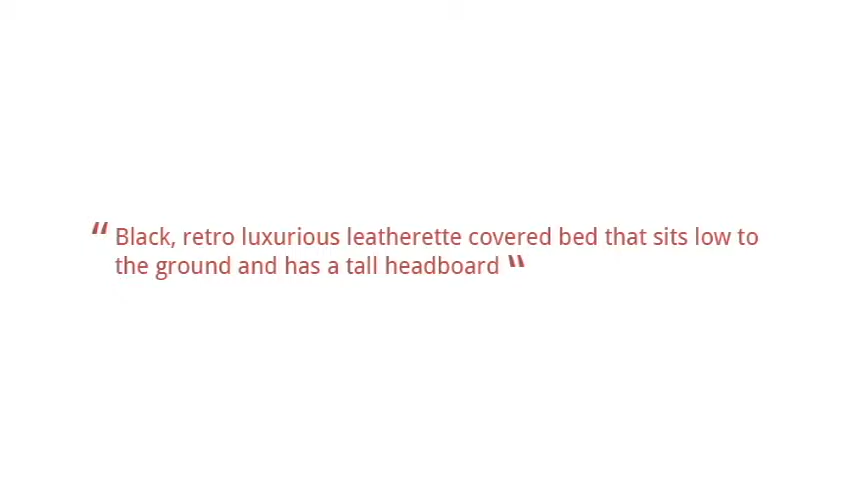 “ Black, retro luxurious leatherette covered bed that sits low to
the ground and has a tall headboard ”